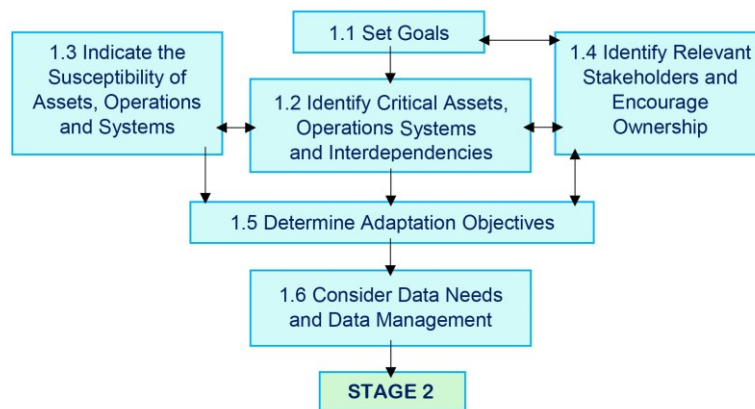 1.1 Set Goals
1.3 Indicate the
Susceptibility of
Assets, Operations
and Systems
1.4 Identify Relevant
Stakeholders and
Encourage
Ownership
1.2 Identify Critical Assets,
Operations Systems
and Interdependencies
1.5 Determine Adaptation Objectives
1.6 Consider Data Needs
and Data Management
STAGE 2